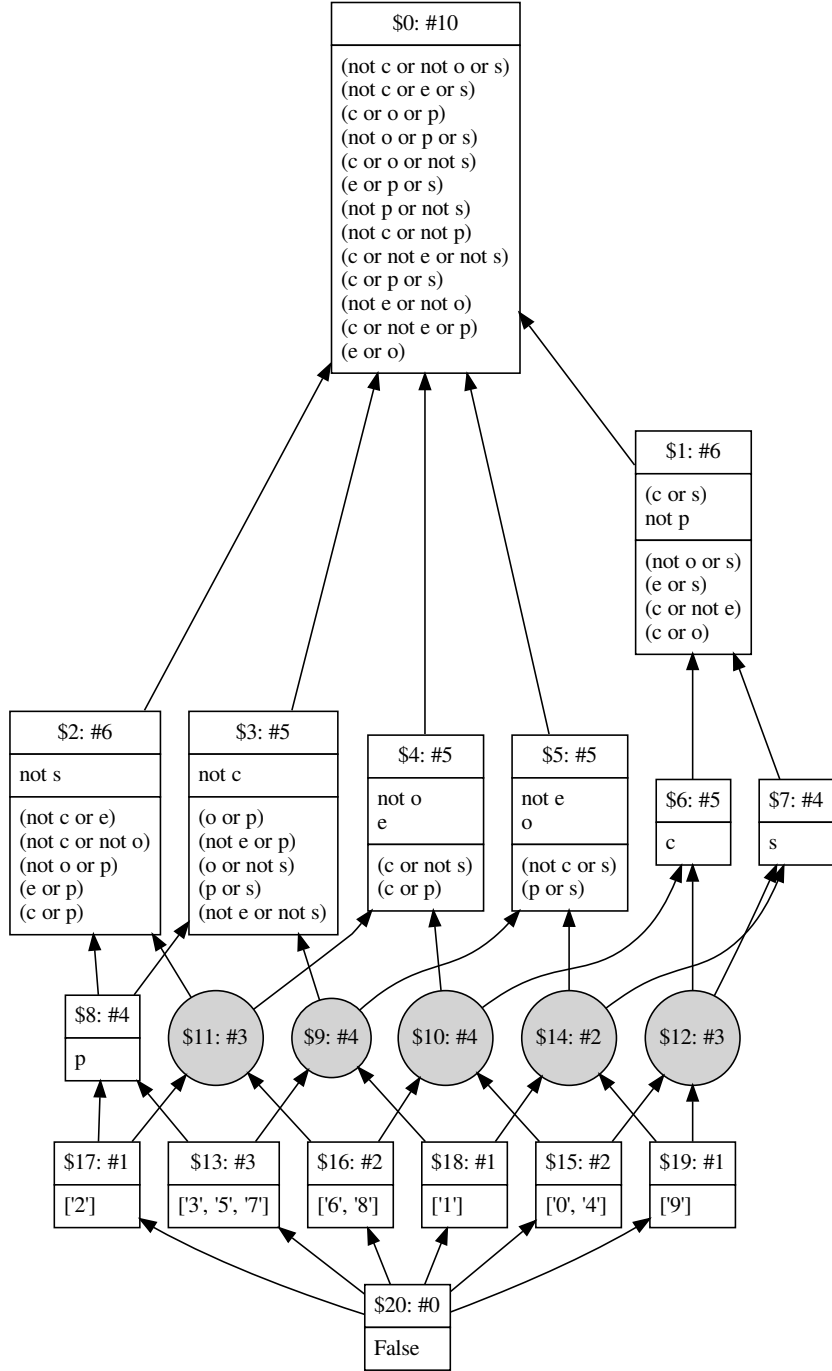 $0: #10
(not c or not o or s)
(not c or e or s)
(c or o or p)
(not o or p or s)
(c or o or not s)
(e or p or s)
(not p or not s)
(not c or not p)
(c or not e or not s)
(c or p or s)
(not e or not o)
(c or not e or p)
(e or o)
$1: #6
(c or s)
not p
(not o or s)
(e or s)
(c or not e)
(c or o)
$2: #6
not s
(not c or e)
(not c or not o)
(not o or p)
(e or p)
(c or p)
$3: #5
not c
(o or p)
(not e or p)
(o or not s)
(p or s)
(not e or not s)
$4: #5
not o
e
(c or not s)
(c or p)
$5: #5
not e
o
(not c or s)
(p or s)
$6: #5
c
$7: #4
s
$8: #4
p
$11: #3
$9: #4
$10: #4
$14: #2
$12: #3
$17: #1
['2']
$13: #3
['3', '5', '7']
$16: #2
['6', '8']
$18: #1
['1']
$15: #2
['0', '4']
$19: #1
['9']
$20: #0
False